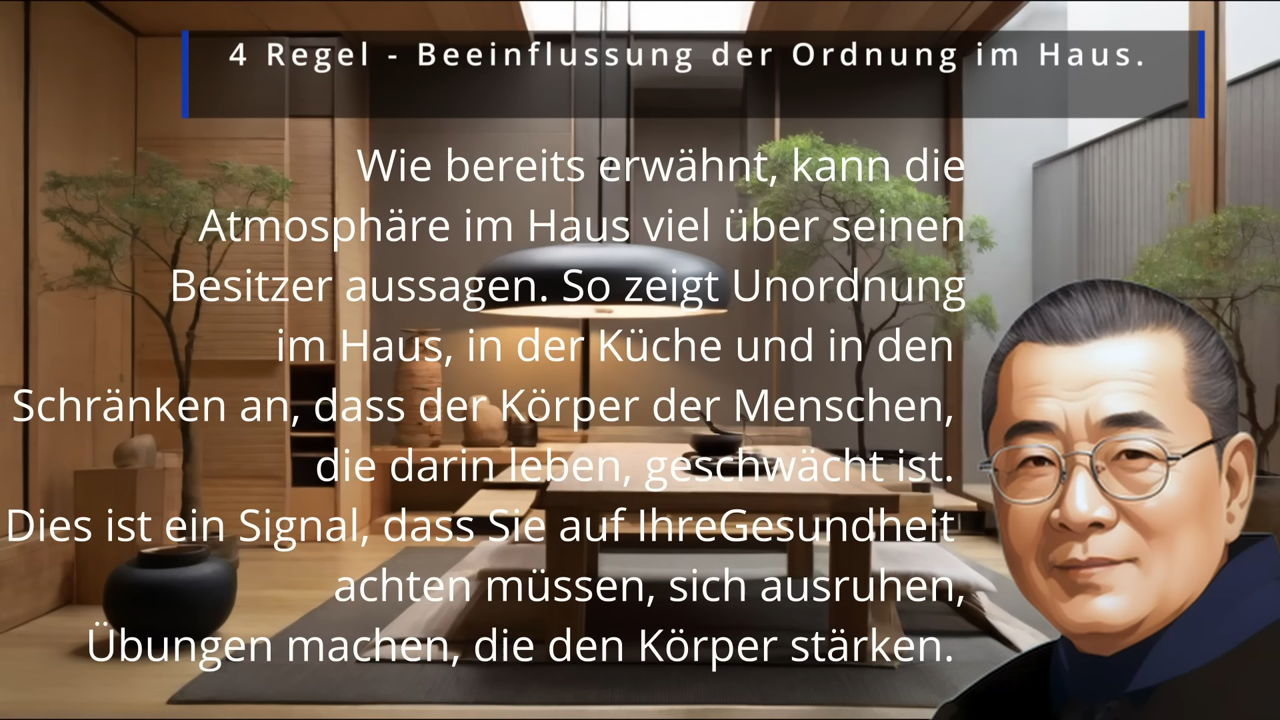 4 Regel - Beeinflussung der Ordnung im Haus.
Wie bereits erwähnt, kann die
Atmosphäre im Haus viel über seinen
Besitzer aussagen. So zeigt Unordnung
im Haus, in der Küche und in den
Schränken an, dass der Körper der Menschen,
die darin leben, geschwächt ist.
Dies ist ein Signal, dass Sie auf IhreGesundheit
achten müssen, sich ausruhen,
Übungen machen, die den Körper stärken.